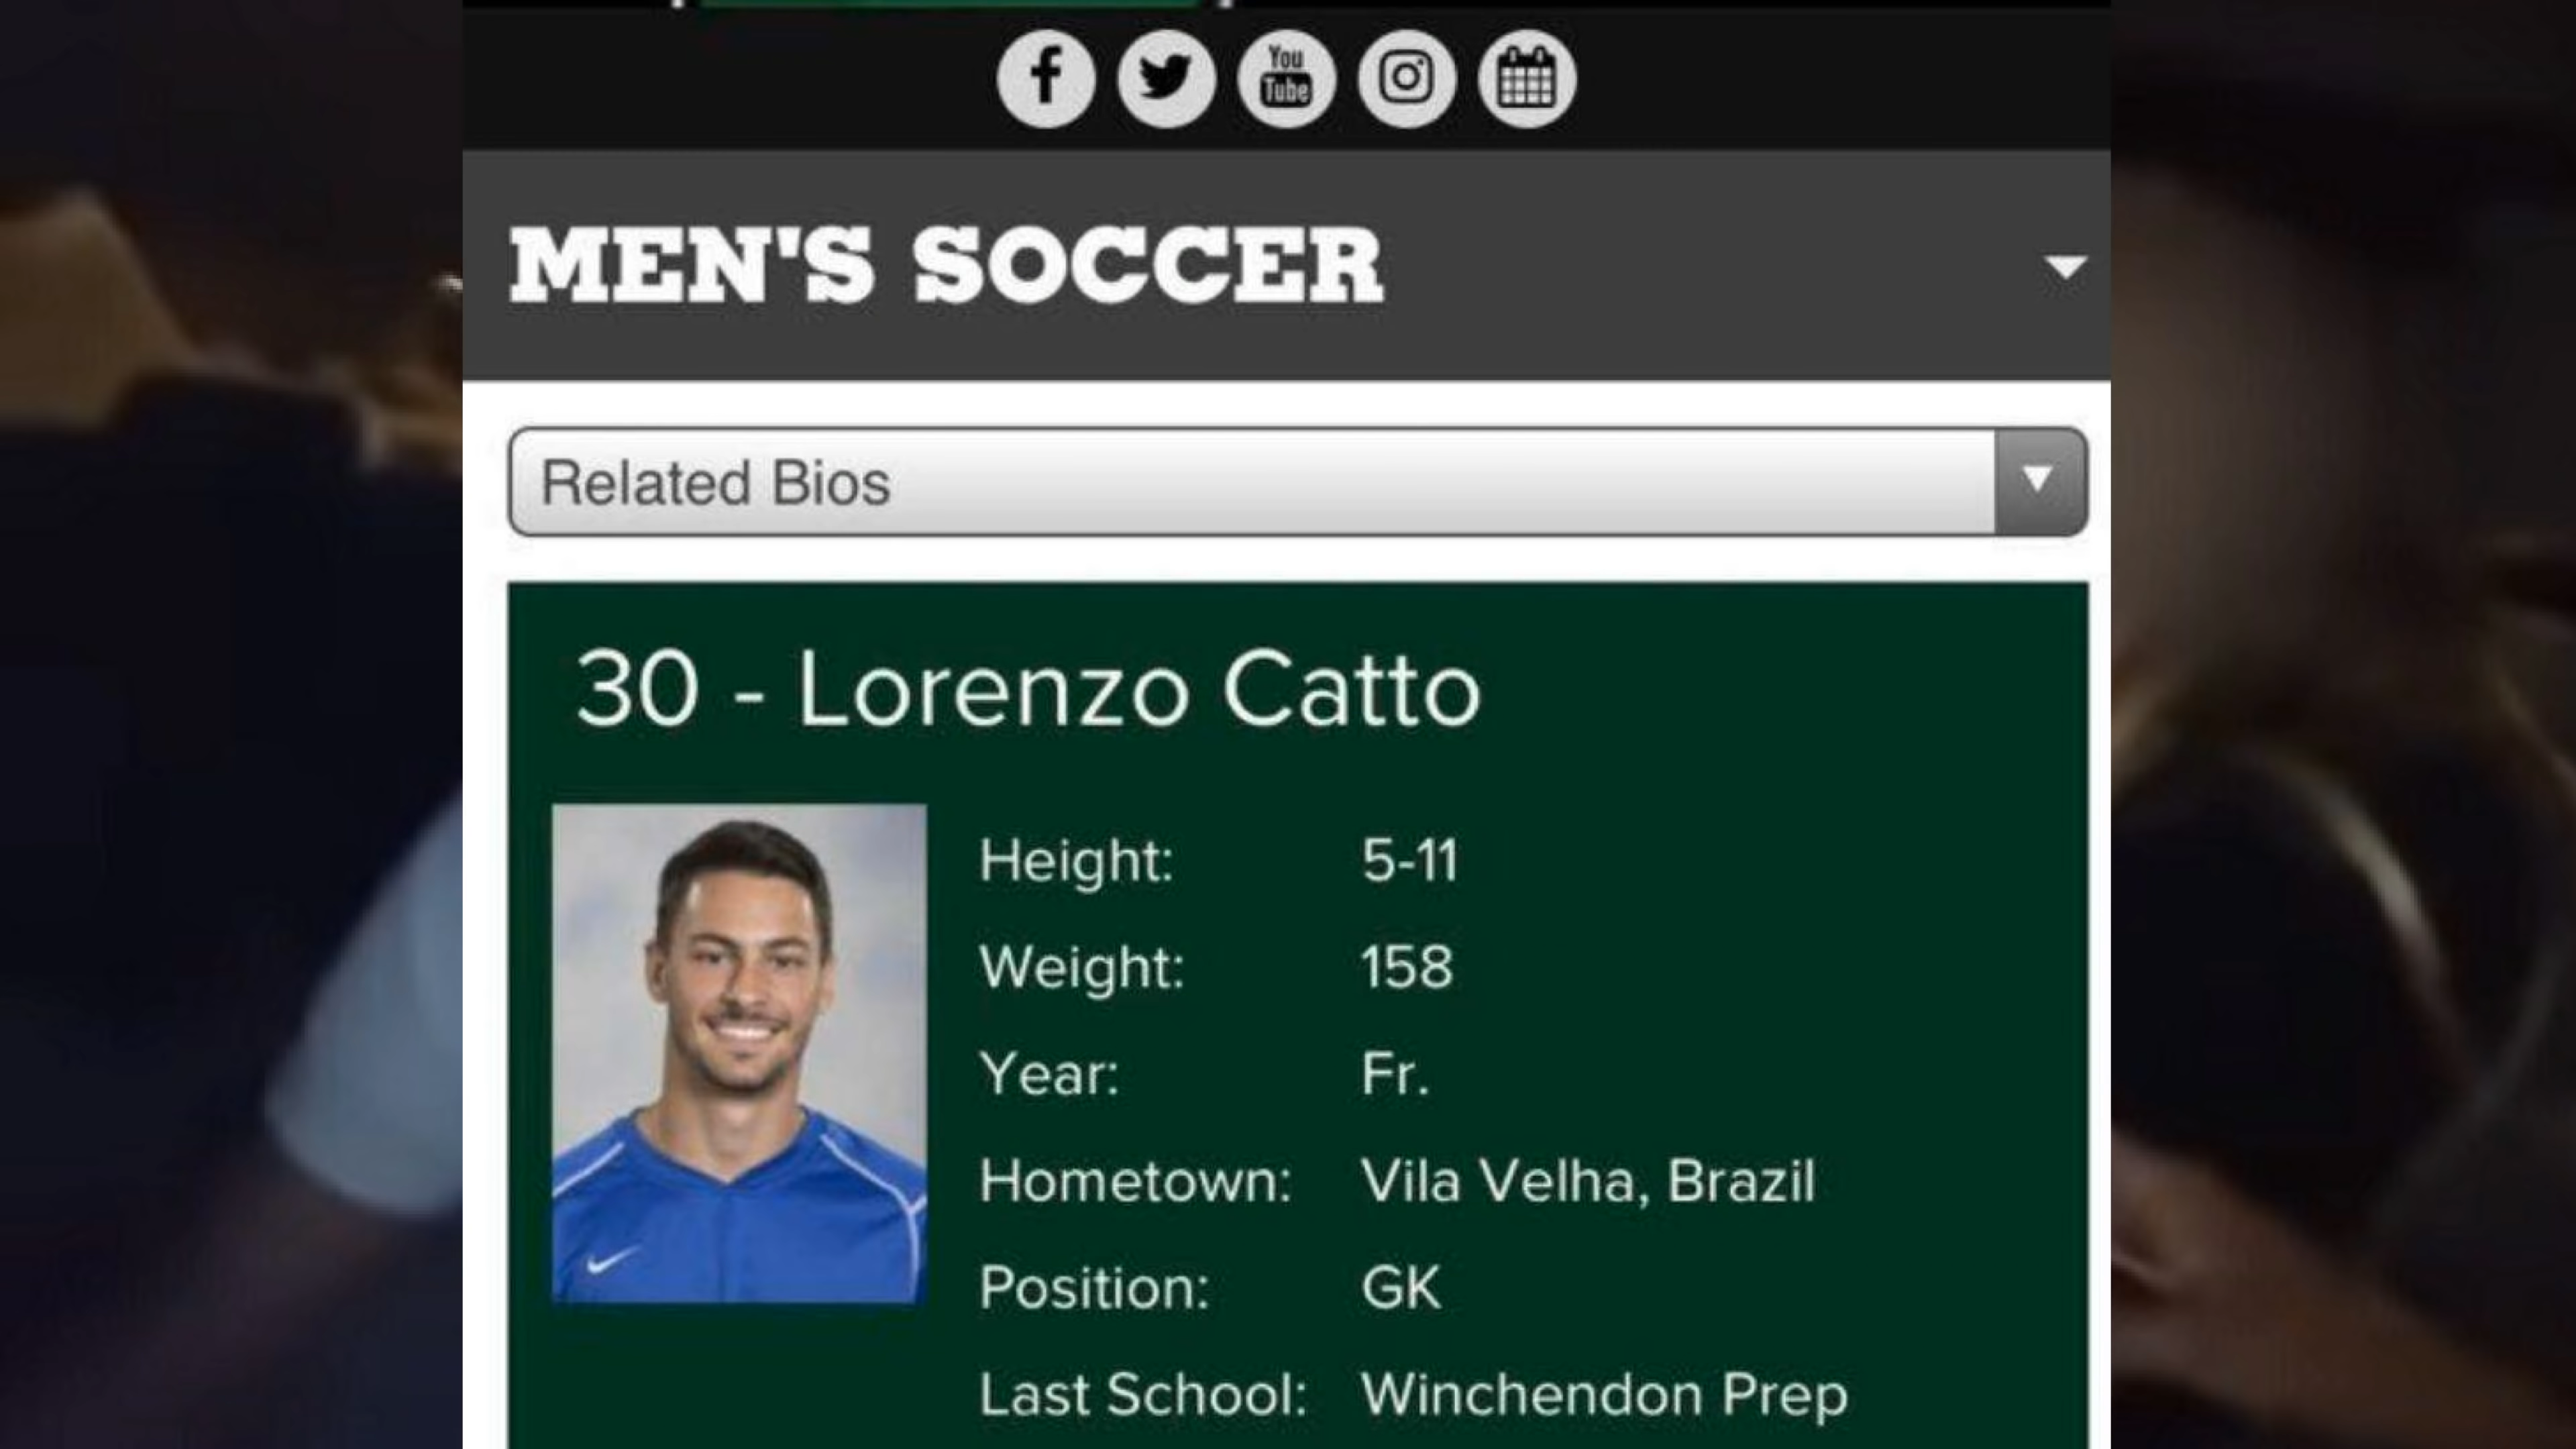 You
Tube
MEN'S SOCCER
Related Bios
30 - Lorenzo Catto
Height: 5-11
Weight: 158
Year: Fr.
Hometown: Vila Velha, Brazil
Position: GK
Last School: Winchendon Prep